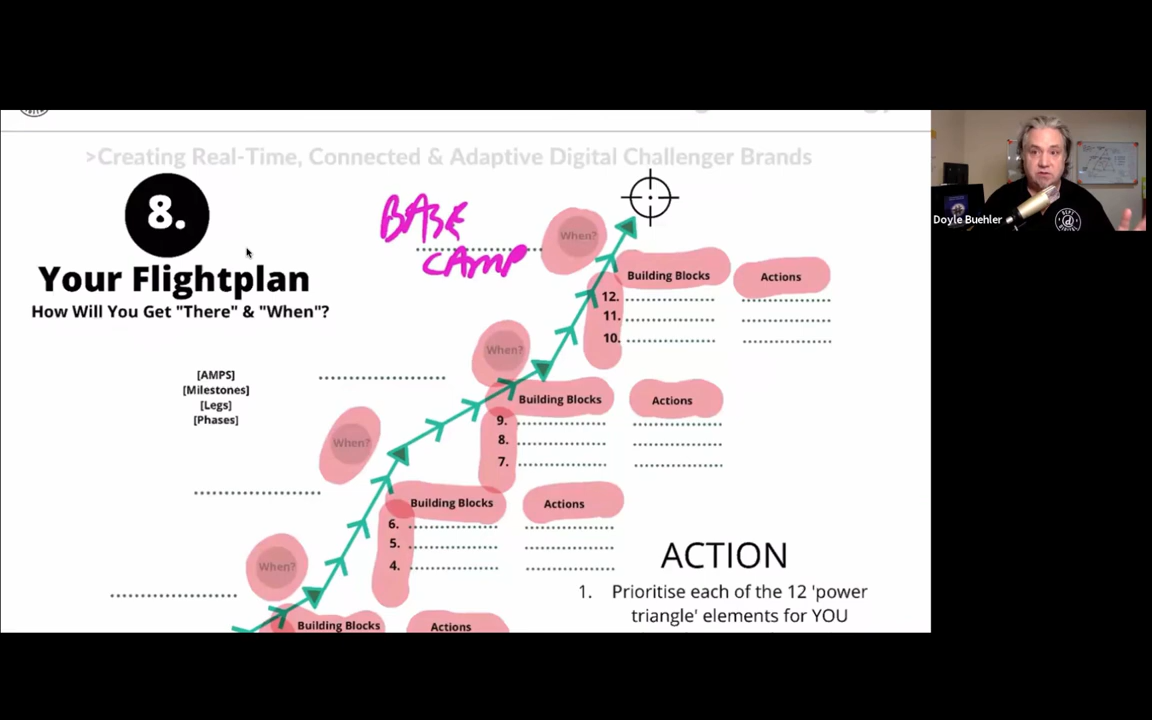 >Creating Real-Time, Connected & Adaptive Digital Challenger Brands
8.
Your Flightplan
How Will You Get "There" & "When"?
BASE
CAMP
When?
Building Blocks
Actions
12.
11.
10.
When?
Building Blocks
Actions
9.
8.
7.
[AMPS]
[Milestones]
[Legs]
[Phases]
When?
Building Blocks
Actions
6.
5.
4.
When?
Building Blocks
Actions
ACTION
1. Prioritise each of the 12 'power
triangle' elements for YOU
Doyle Buehler